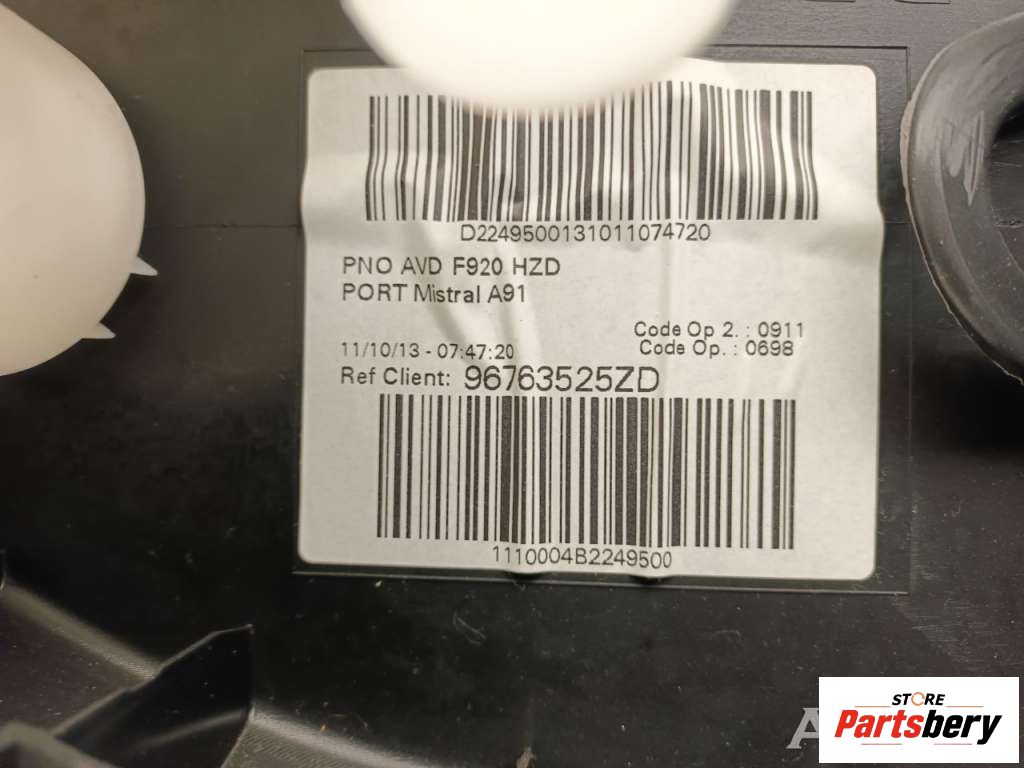 D2249500131011074720
PNO AVD F920 HZD
PORT Mistral A91
Code Op 2. : 0911
11/10/13 - 07:47:20
Code Op. : 0698
Ref Client: 96763525ZD
1110004B2249500
STORE
Partsbery